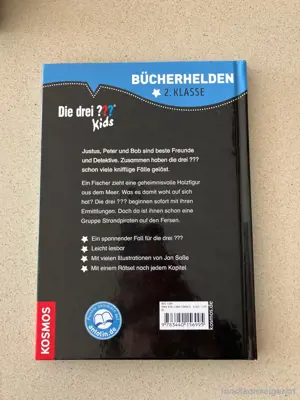 BÜCHERHELDEN
2. KLASSE
Die drei ???
Kids
Justus, Peter und Bob sind beste Freunde
und Detektive. Zusammen haben die drei ???
schon viele knifflige Fälle gelöst.
Ein Fischer zieht eine geheimnisvolle Holzfigur
aus dem Meer. Was es damit wohl auf sich
hat? Die drei ??? beginnen sofort mit ihren
Ermittlungen. Doch da ist ihnen schon eine
Gruppe Strandpiraten auf den Fersen.
Ein spannender Fall für die drei ???
Leicht lesbar
Mit vielen Illustrationen von Jan Saße
Mit einem Rätsel nach jedem Kapitel
KOSMOS
antolin.de
kosmos.de